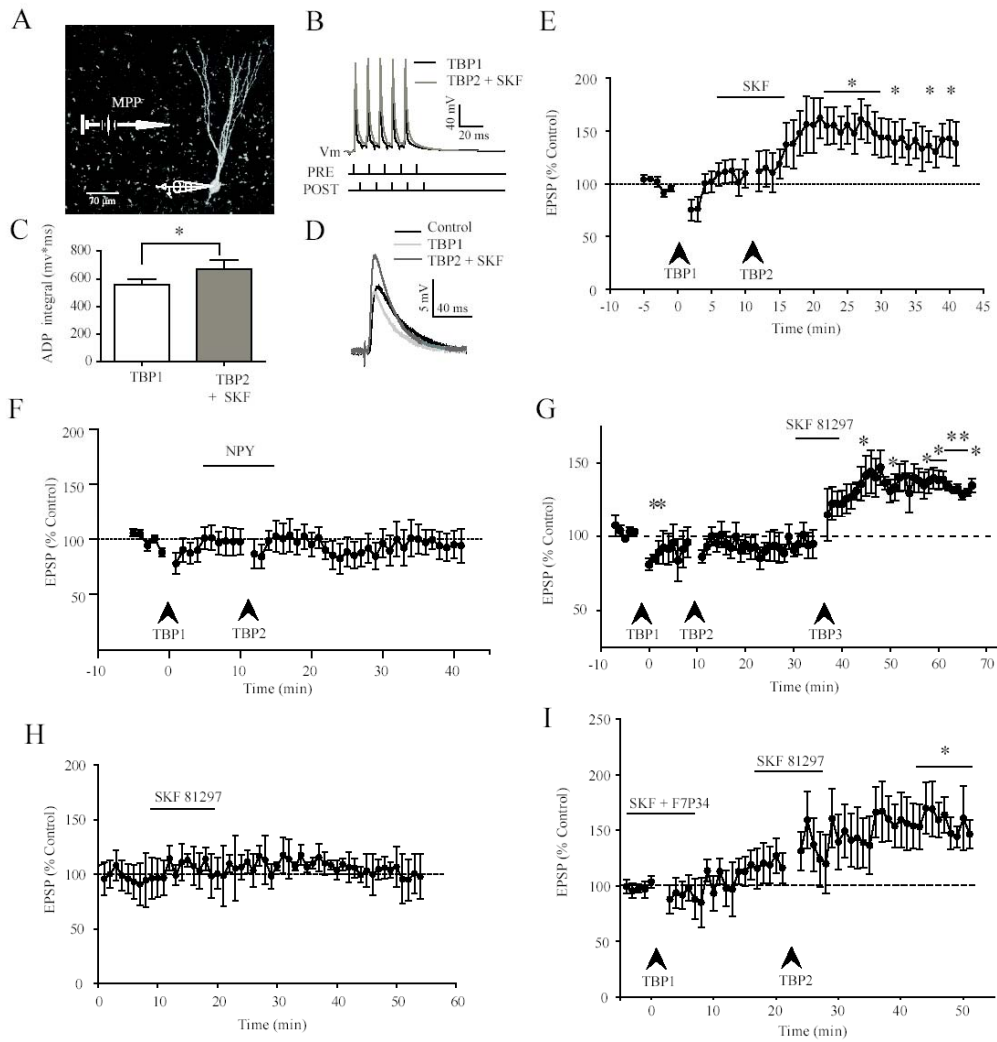 A
MPP
70 µm
B
TBP1
TBP2 + SKF
40 mV
20 ms
Vm
PRE
POST
C
*
ADP integral (mv*ms)
800
600
400
200
0
TBP1
TBP2
+ SKF
D
Control
TBP1
TBP2 + SKF
5 mV
40 ms
E
SKF
* * * *
EPSP (% Control)
200
150
100
50
0
TBP1
TBP2
-10 -5 0 5 10 15 20 25 30 35 40 45
Time (min)
F
NPY
EPSP (% Control)
200
150
100
50
TBP1
TBP2
-10 0 10 20 30 40
Time (min)
G
SKF 81297
** * * * * ** *
EPSP (% Control)
150
100
50
TBP1
TBP2
TBP3
-10 0 10 20 30 40 50 60 70
Time (min)
H
SKF 81297
EPSP (% Control)
200
150
100
50
0
0 10 20 30 40 50 60
Time (min)
I
SKF + F7P34
SKF 81297
*
EPSP (% Control)
250
200
150
100
50
0
TBP1
TBP2
0 10 20 30 40 50
Time (min)